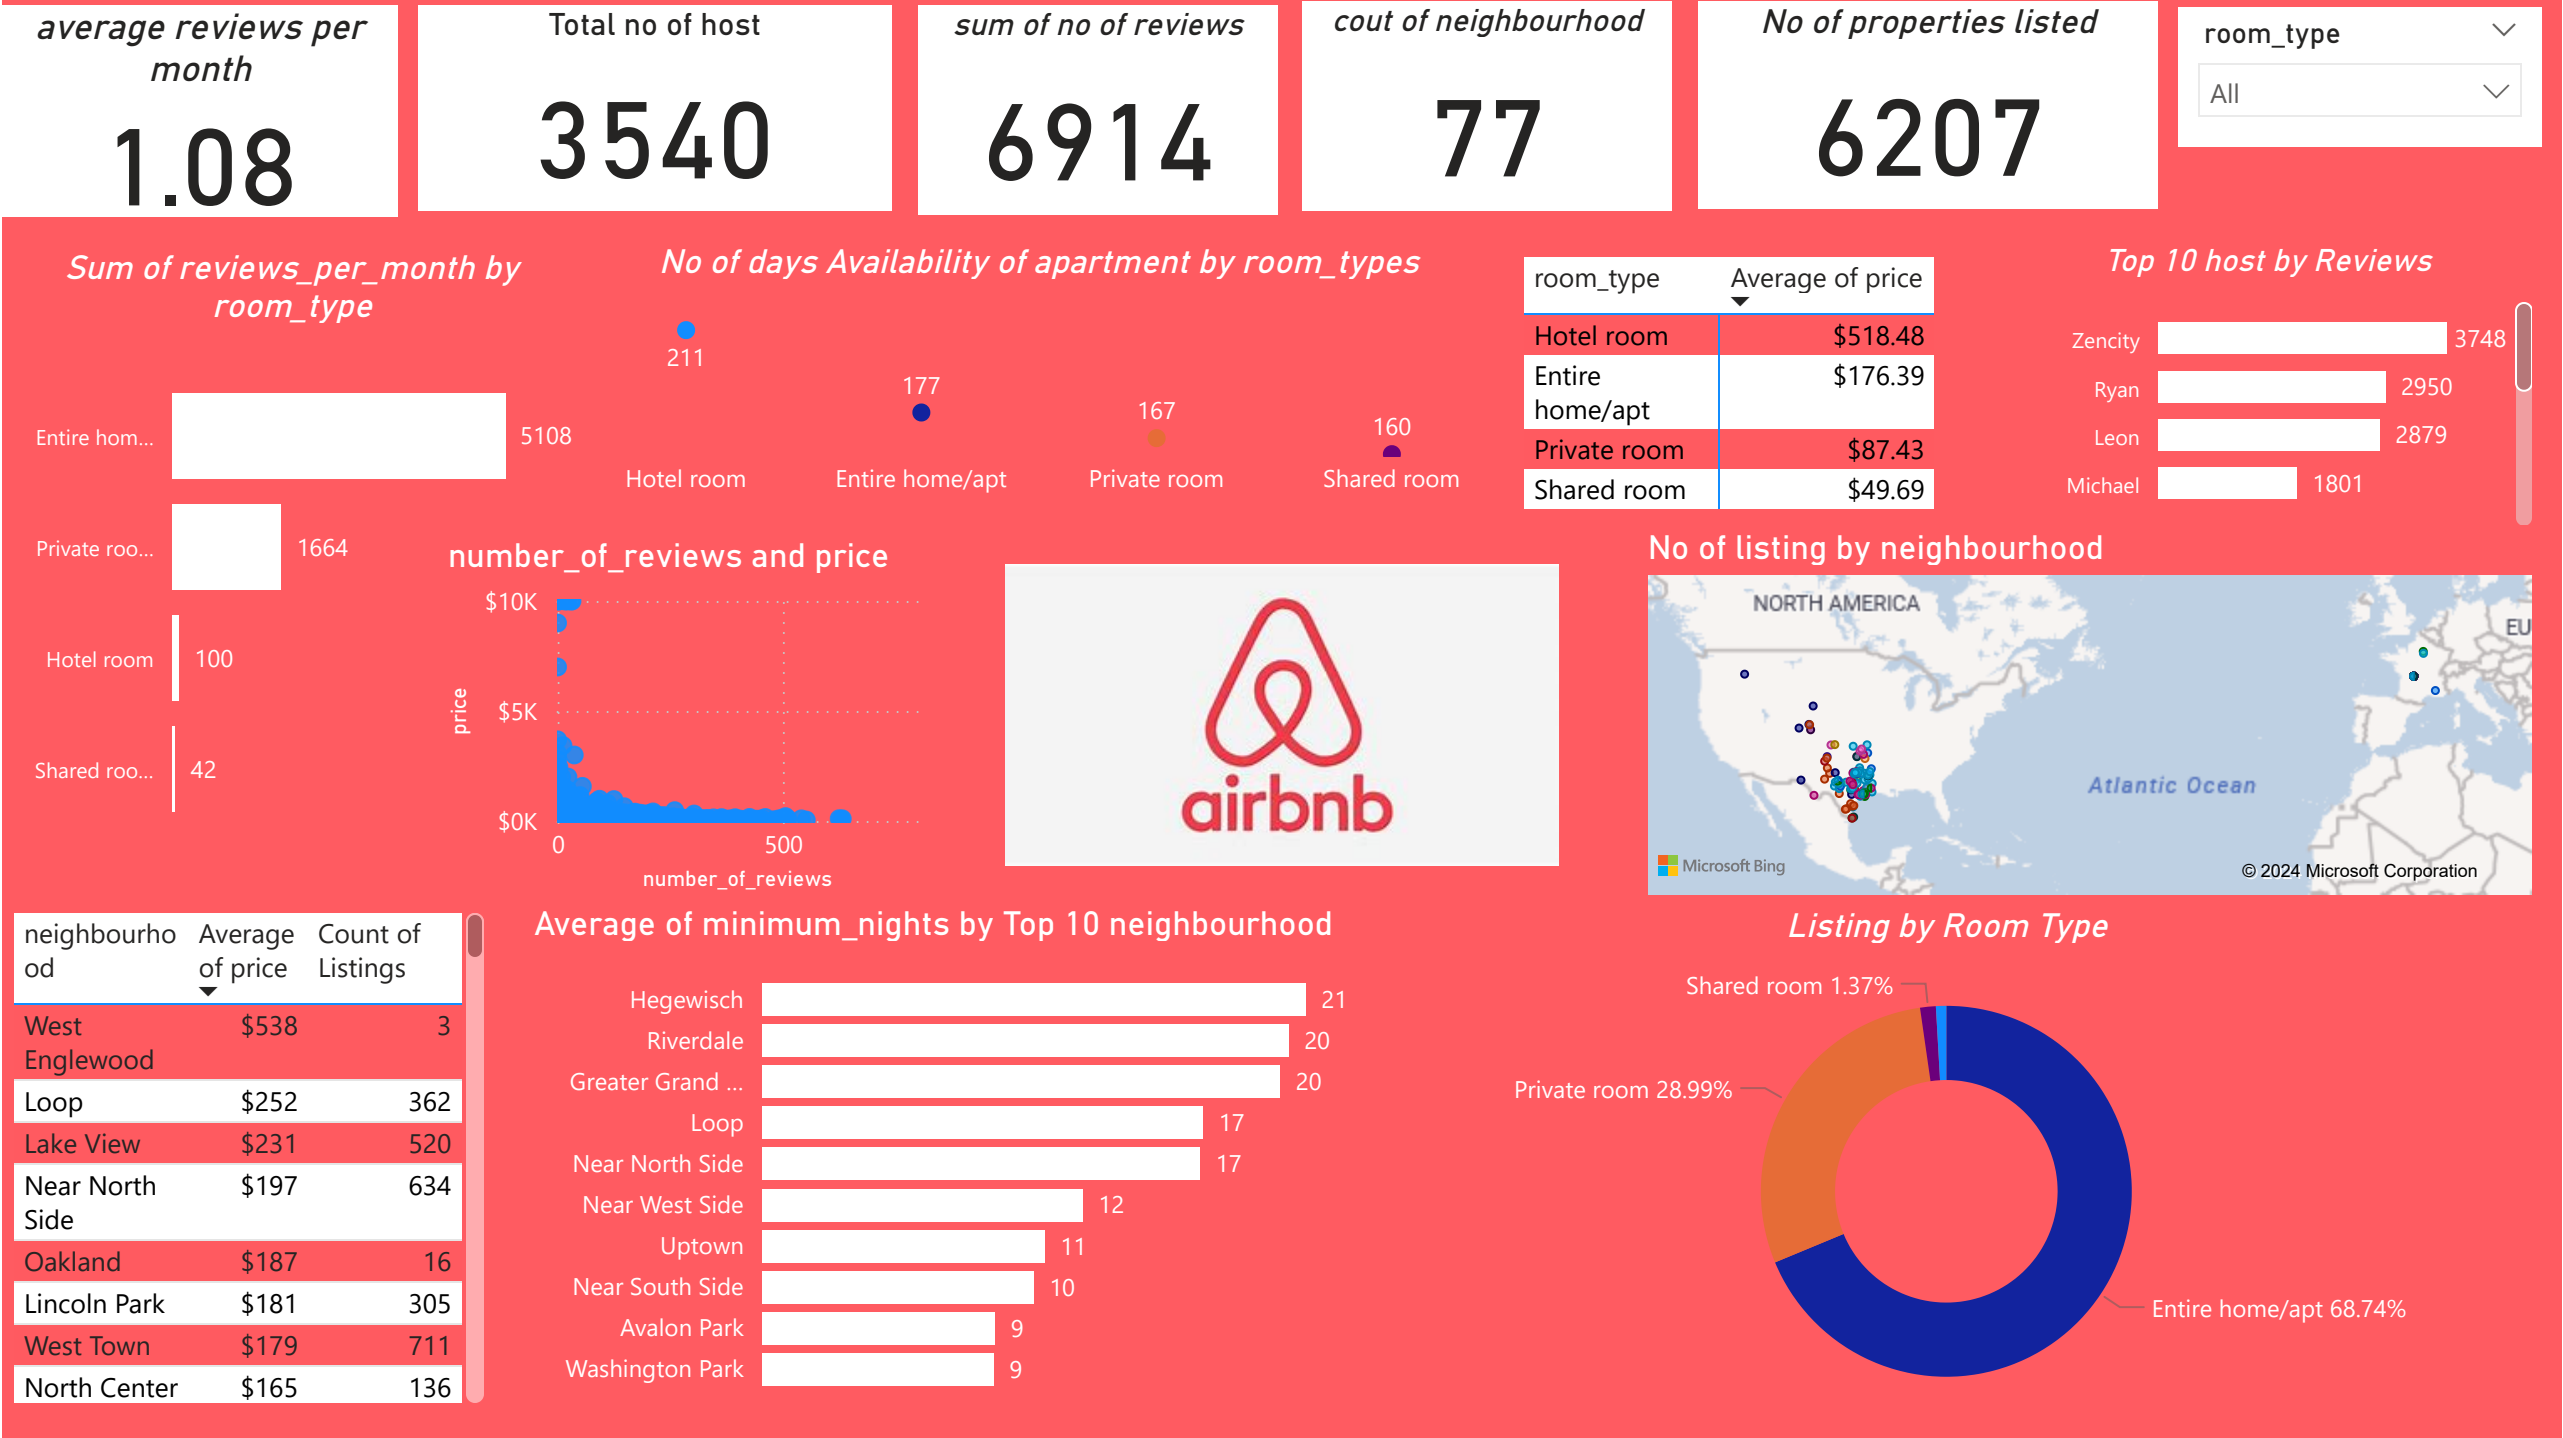 average reviews per
month
1.08
Total no of host
3540
sum of no of reviews
6914
cout of neighbourhood
77
No of properties listed
6207
room_type
All
Sum of reviews_per_month by
room_type
Entire hom...
5108
Private roo...
1664
Hotel room
100
Shared roo...
42
No of days Availability of apartment by room_types
211
177
167
160
Hotel room
Entire home/apt
Private room
Shared room
room_type Average of price
Hotel room $518.48
Entire $176.39
home/apt
Private room $87.43
Shared room $49.69
Top 10 host by Reviews
Zencity 3748
Ryan 2950
Leon 2879
Michael 1801
number_of_reviews and price
$10K
$5K
$0K
price
0
500
number_of_reviews
airbnb
No of listing by neighbourhood
NORTH AMERICA
EU
Atlantic Ocean
Microsoft Bing
© 2024 Microsoft Corporation
neighbourho Average Count of
od of price Listings
West $538 3
Englewood
Loop $252 362
Lake View $231 520
Near North $197 634
Side
Oakland $187 16
Lincoln Park $181 305
West Town $179 711
North Center $165 136
Average of minimum_nights by Top 10 neighbourhood
Hegewisch 21
Riverdale 20
Greater Grand ... 20
Loop 17
Near North Side 17
Near West Side 12
Uptown 11
Near South Side 10
Avalon Park 9
Washington Park 9
Listing by Room Type
Shared room 1.37%
Private room 28.99%
Entire home/apt 68.74%